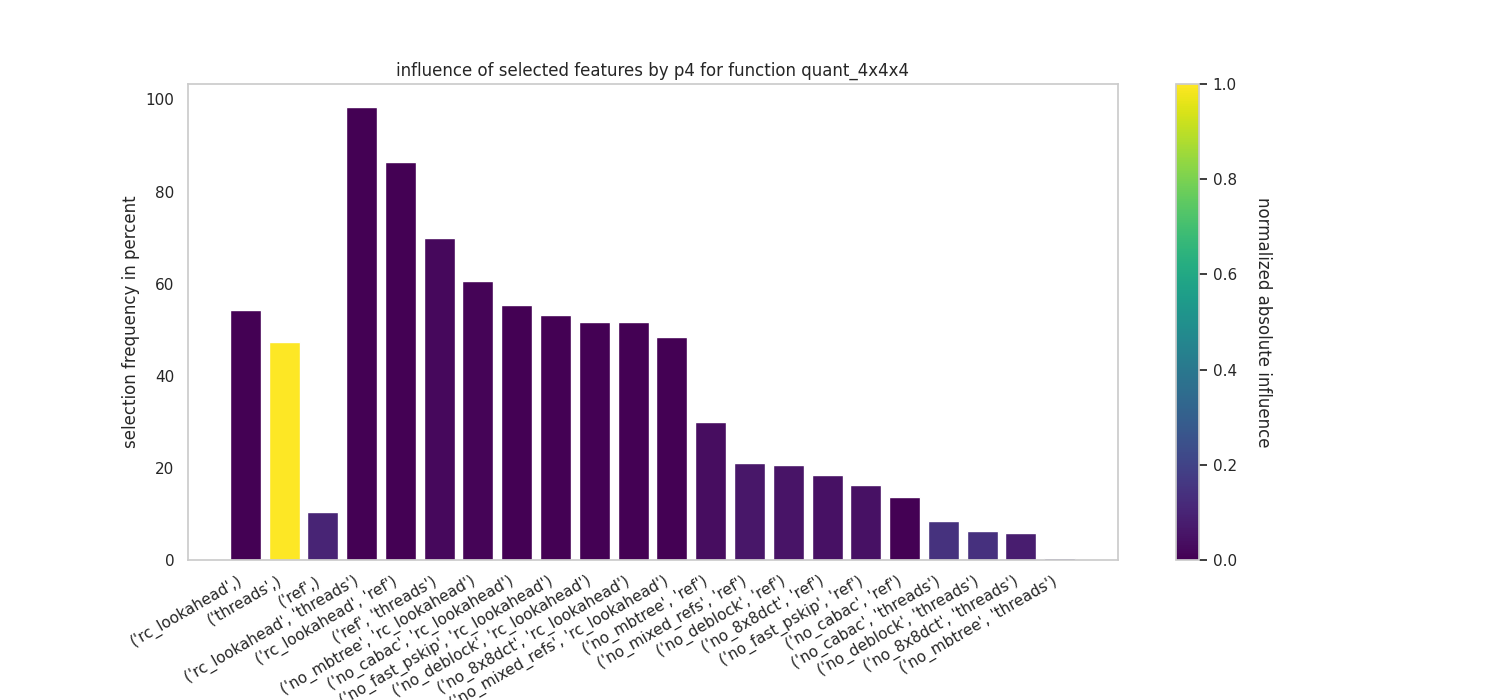 influence of selected features by p4 for function quant_4x4x4
selection frequency in percent
100
80
60
40
20
0
('rc_lookahead',)
('threads',)
('ref',)
('rc_lookahead', 'threads')
('rc_lookahead', 'ref')
('ref', 'threads')
('no_mbtree', 'rc_lookahead')
('no_cabac', 'rc_lookahead')
('no_fast_pskip', 'rc_lookahead')
('no_deblock', 'rc_lookahead')
('no_8x8dct', 'rc_lookahead')
('no_mixed_refs', 'rc_lookahead')
('no_mbtree', 'ref')
('no_mixed_refs', 'ref')
('no_deblock', 'ref')
('no_8x8dct', 'ref')
('no_fast_pskip', 'ref')
('no_cabac', 'ref')
('no_cabac', 'threads')
('no_deblock', 'threads')
('no_8x8dct', 'threads')
('no_mbtree', 'threads')
1.0
0.8
0.6
0.4
0.2
0.0
normalized absolute influence